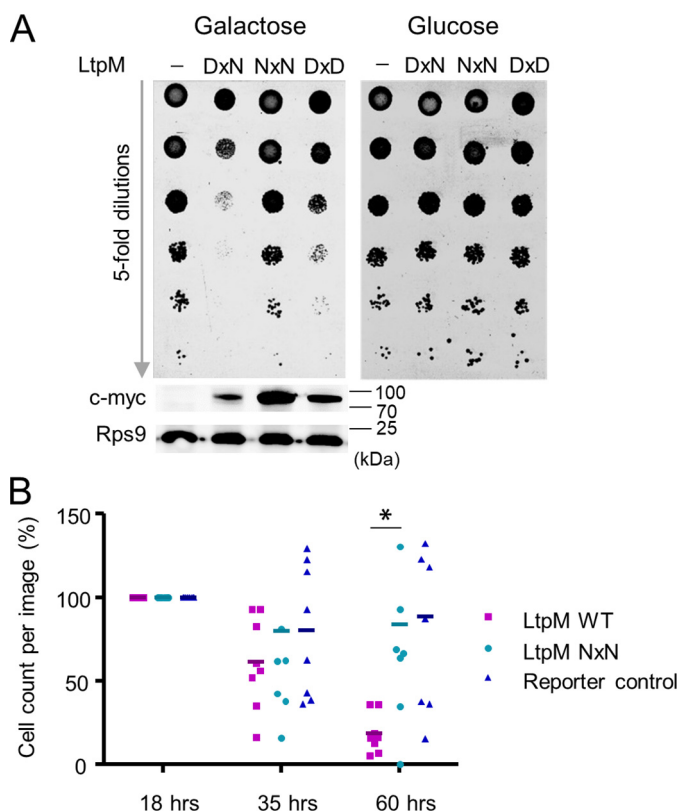 A
Galactose
Glucose
LtpM – DxN NxN DxD – DxN NxN DxD
5-fold dilutions
c-myc
Rps9
100
70
25
(kDa)
B
Cell count per image (%)
150
100
50
0
*
18 hrs 35 hrs 60 hrs
LtpM WT
LtpM NxN
Reporter control